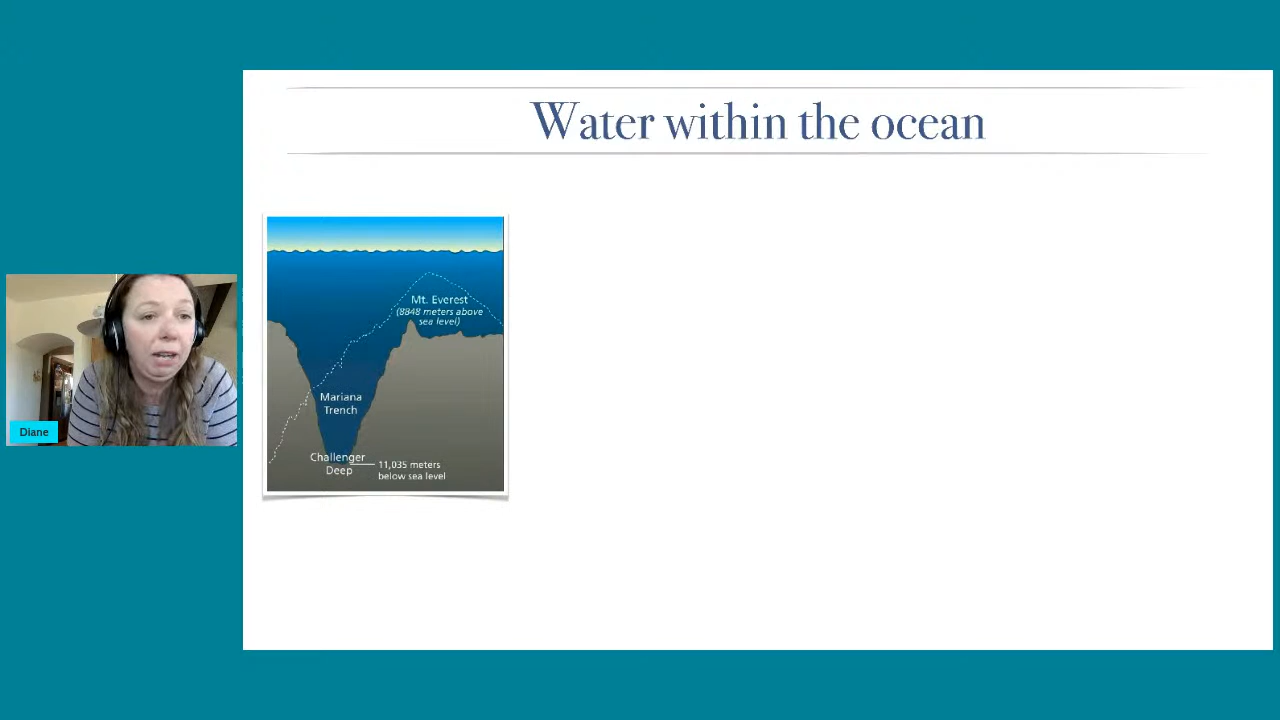 Water within the ocean
Mt. Everest
(8848 meters above
sea level)
Mariana
Trench
Challenger
Deep
11,035 meters
below sea level
Diane